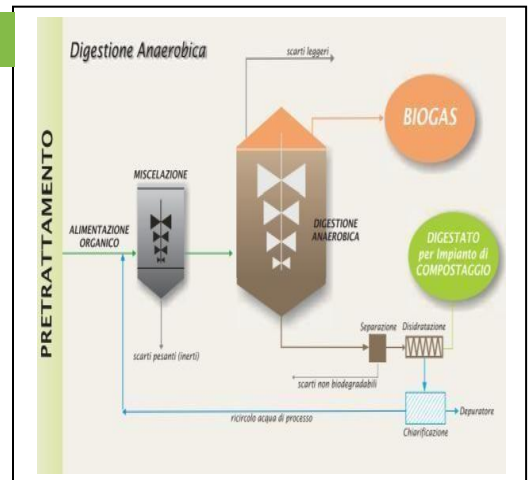 Digestione Anaerobica
scarti leggeri
BIOGAS
PRETRATTAMENTO
MISCELAZIONE
ALIMENTAZIONE
ORGANICO
DIGESTIONE
ANAEROBICA
DIGESTATO
per Impianto di
COMPOSTAGGIO
Separazione
Disidratazione
scarti pesanti (inerti)
scarti non biodegradabili
ricircolo acqua di processo
Depuratore
Chiarificazione